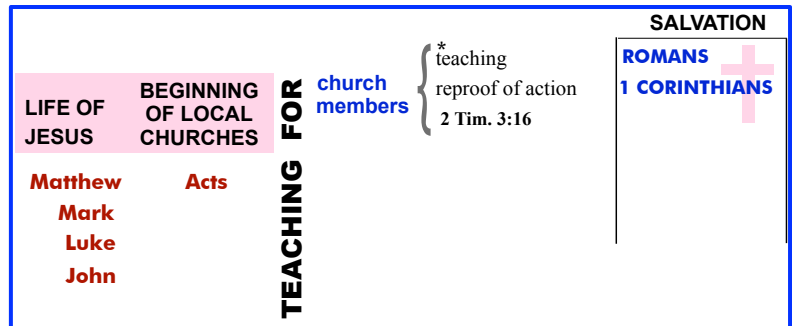 SALVATION
*
teaching
reproof of action
2 Tim. 3:16
church
members
ROMANS
1 CORINTHIANS
LIFE OF
JESUS
BEGINNING
OF LOCAL
CHURCHES
TEACHING FOR
Matthew
Acts
Mark
Luke
John